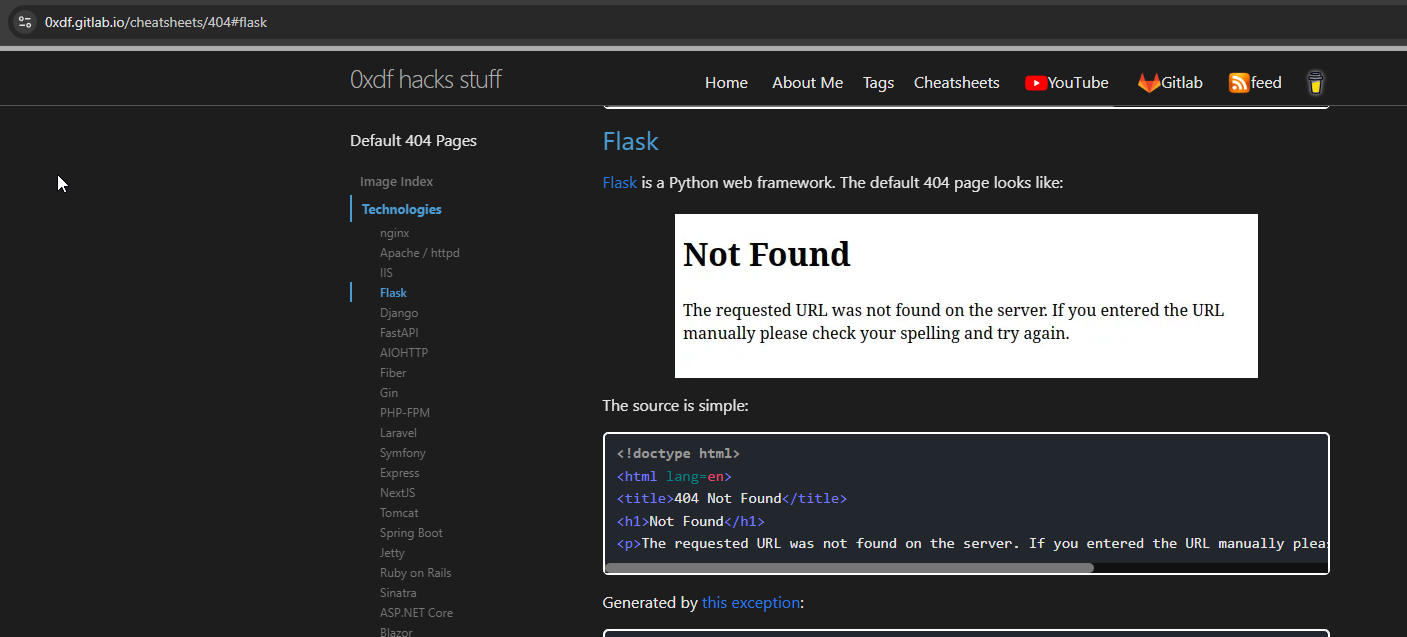 0xdf.gitlab.io/cheatsheets/404#flask
0xdf hacks stuff
Home About Me Tags Cheatsheets YouTube Gitlab feed
Default 404 Pages
Image Index
Technologies
nginx
Apache / httpd
IIS
Flask
Django
FastAPI
AIOHTTP
Fiber
Gin
PHP-FPM
Laravel
Symfony
Express
NextJS
Tomcat
Spring Boot
Jetty
Ruby on Rails
Sinatra
ASP.NET Core
Blazor
Flask
Flask is a Python web framework. The default 404 page looks like:
Not Found
The requested URL was not found on the server. If you entered the URL
manually please check your spelling and try again.
The source is simple:
<!doctype html>
<html lang=en>
<title>404 Not Found</title>
<h1>Not Found</h1>
<p>The requested URL was not found on the server. If you entered the URL manually pleas
Generated by this exception: